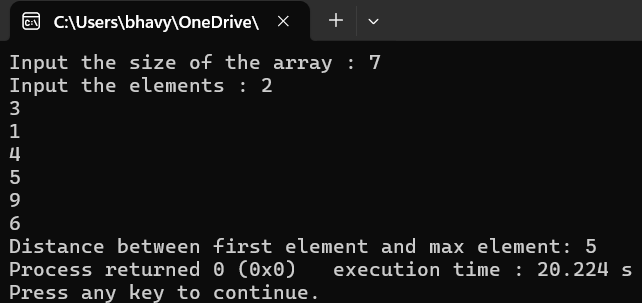 C:\Users\bhavy\OneDrive\
Input the size of the array : 7
Input the elements : 2
3
1
4
5
9
6
Distance between first element and max element: 5
Process returned 0 (0x0)   execution time : 20.224 s
Press any key to continue.